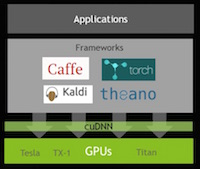 Applications
Frameworks
Caffe
torch
Kaldi
theano
cuDNN
Tesla TX-1 GPUs Titan